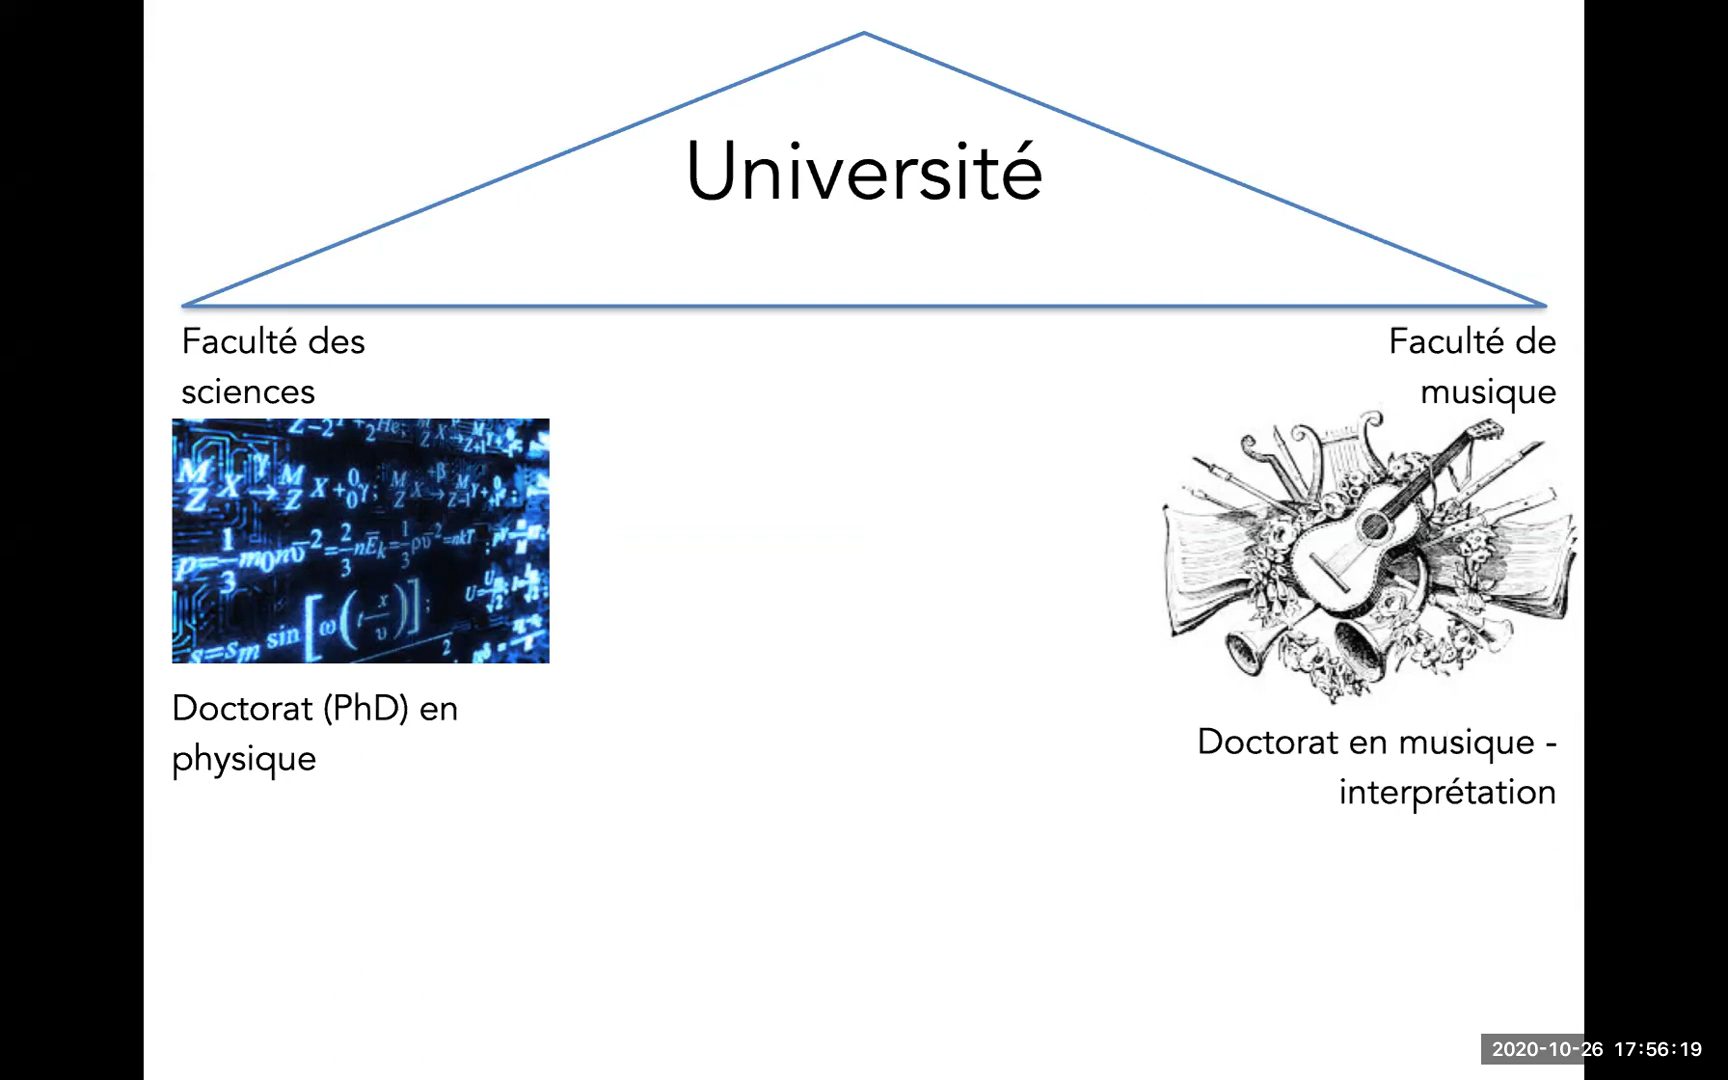 Université
Faculté des
sciences
Faculté de
musique
Doctorat (PhD) en
physique
Doctorat en musique -
interprétation
2020-10-26 17:56:19